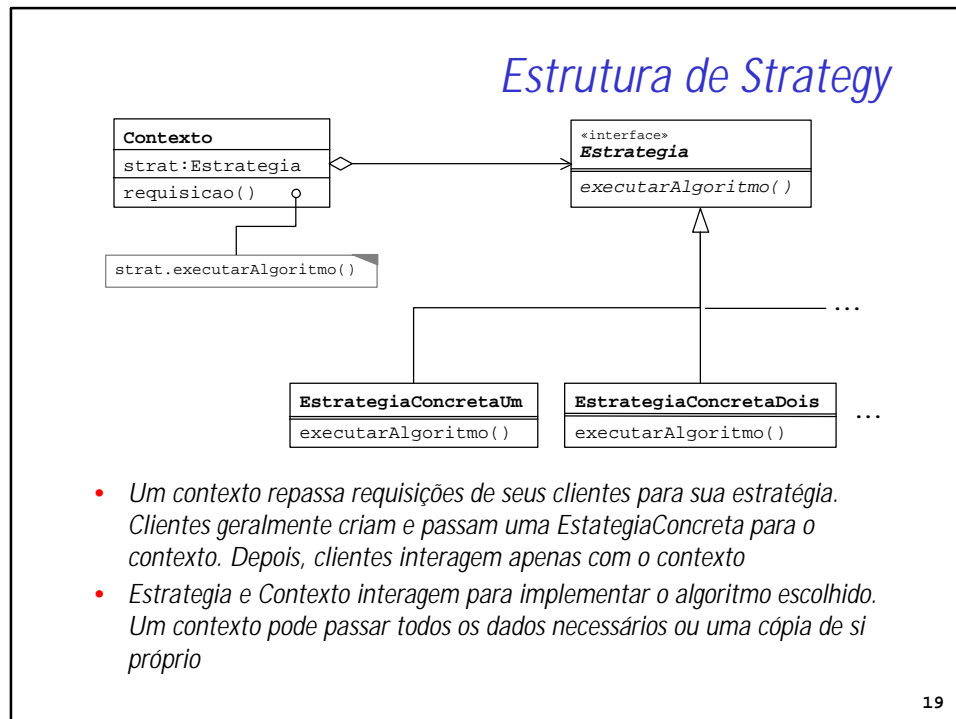 Estrutura de Strategy
Contexto
strat:Estrategia
requisicao()
strat.executarAlgoritmo()
«interface»
Estrategia
executarAlgoritmo()
...
EstrategiaConcretaUm
executarAlgoritmo()
EstrategiaConcretaDois
executarAlgoritmo()
...
• Um contexto repassa requisições de seus clientes para sua estratégia.
Clientes geralmente criam e passam uma EstategiaConcreta para o
contexto. Depois, clientes interagem apenas com o contexto
• Estrategia e Contexto interagem para implementar o algoritmo escolhido.
Um contexto pode passar todos os dados necessários ou uma cópia de si
próprio
19